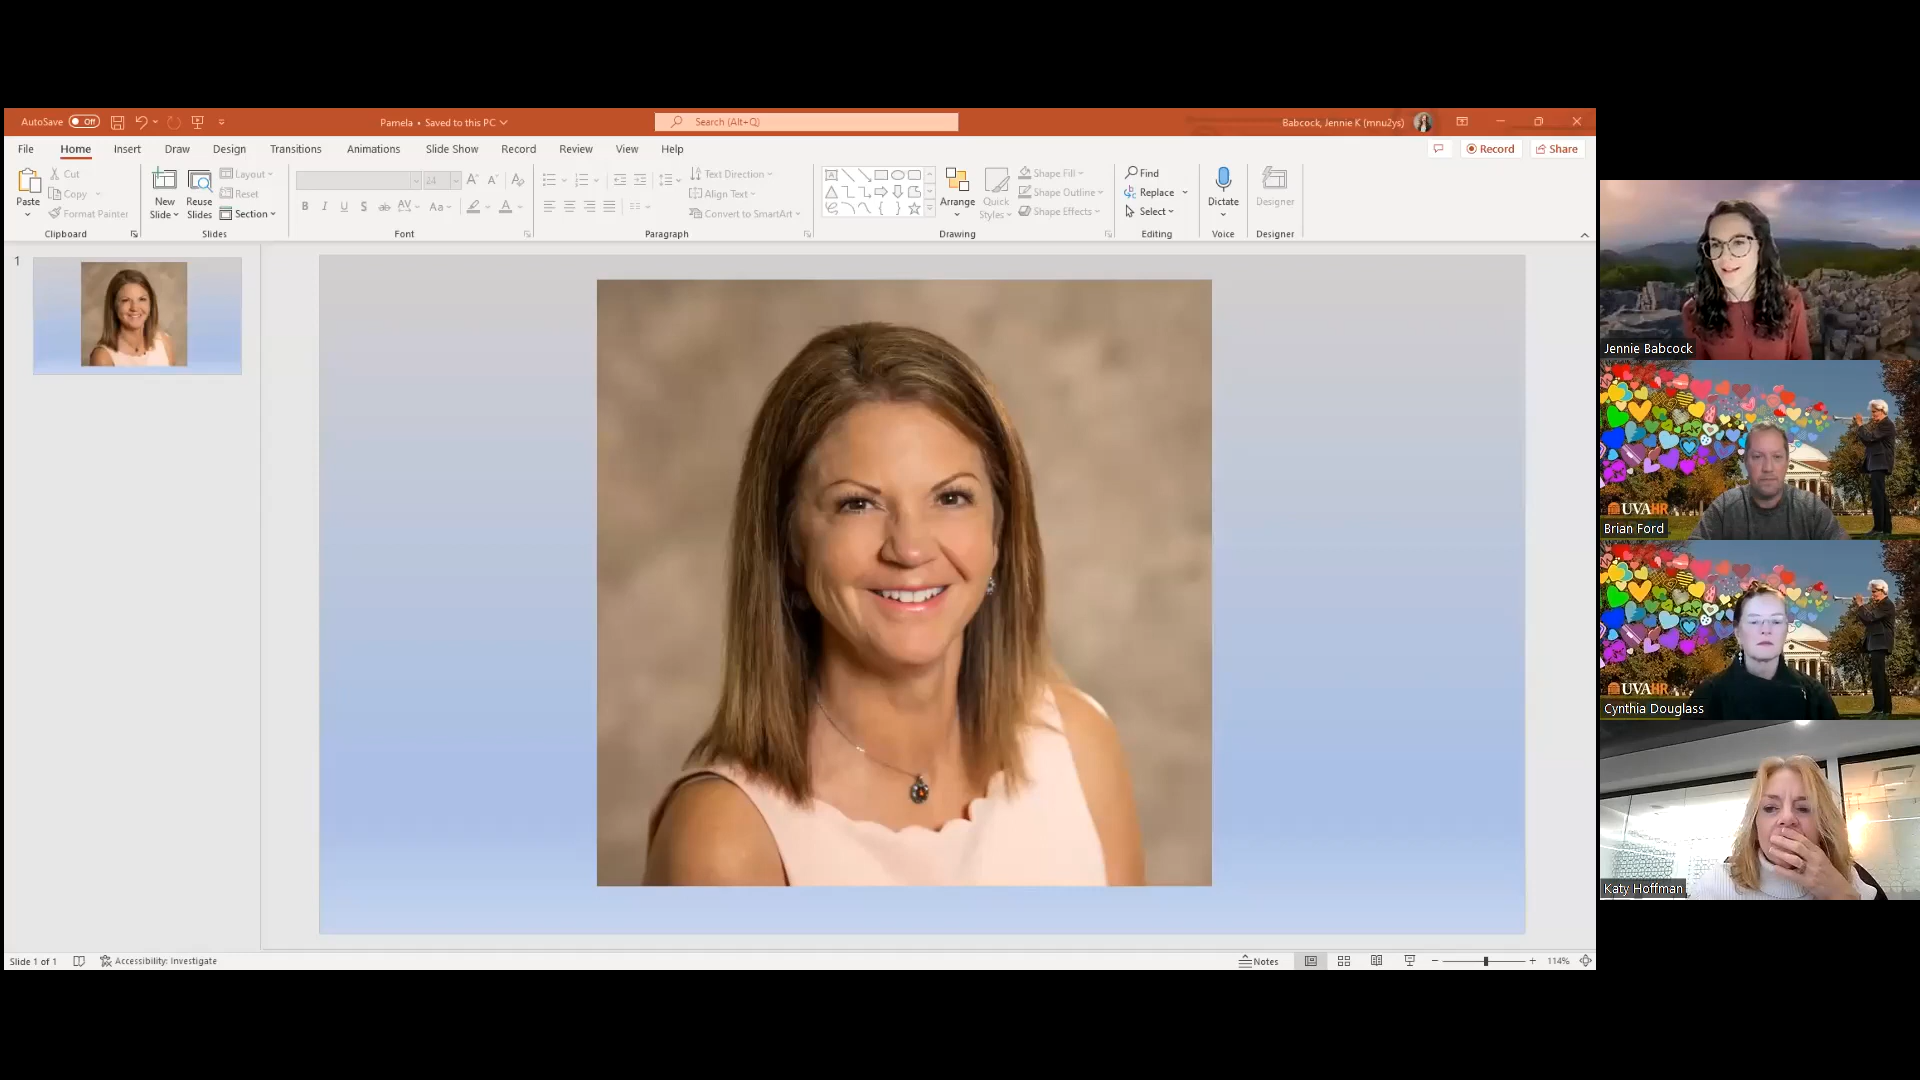 AutoSave Off
Pamela • Saved to this PC
Search (Alt+Q)
Babcock, Jennie K (mnu2ys)
File Home Insert Draw Design Transitions Animations Slide Show Record Review View Help
Record Share
Paste
Cut
Copy
Format Painter
Clipboard
New Slide
Reuse Slides
Layout
Reset
Section
Slides
24
B I U S ab AV Aa A
Font
Text Direction
Align Text
Convert to SmartArt
Paragraph
Arrange
Quick Styles
Shape Fill
Shape Outline
Shape Effects
Drawing
Find
Replace
Select
Editing
Dictate
Voice
Designer
Designer
1
Jennie Babcock
UVAHR
Brian Ford
UVAHR
Cynthia Douglass
Katy Hoffman
Slide 1 of 1
Accessibility: Investigate
Notes
114%